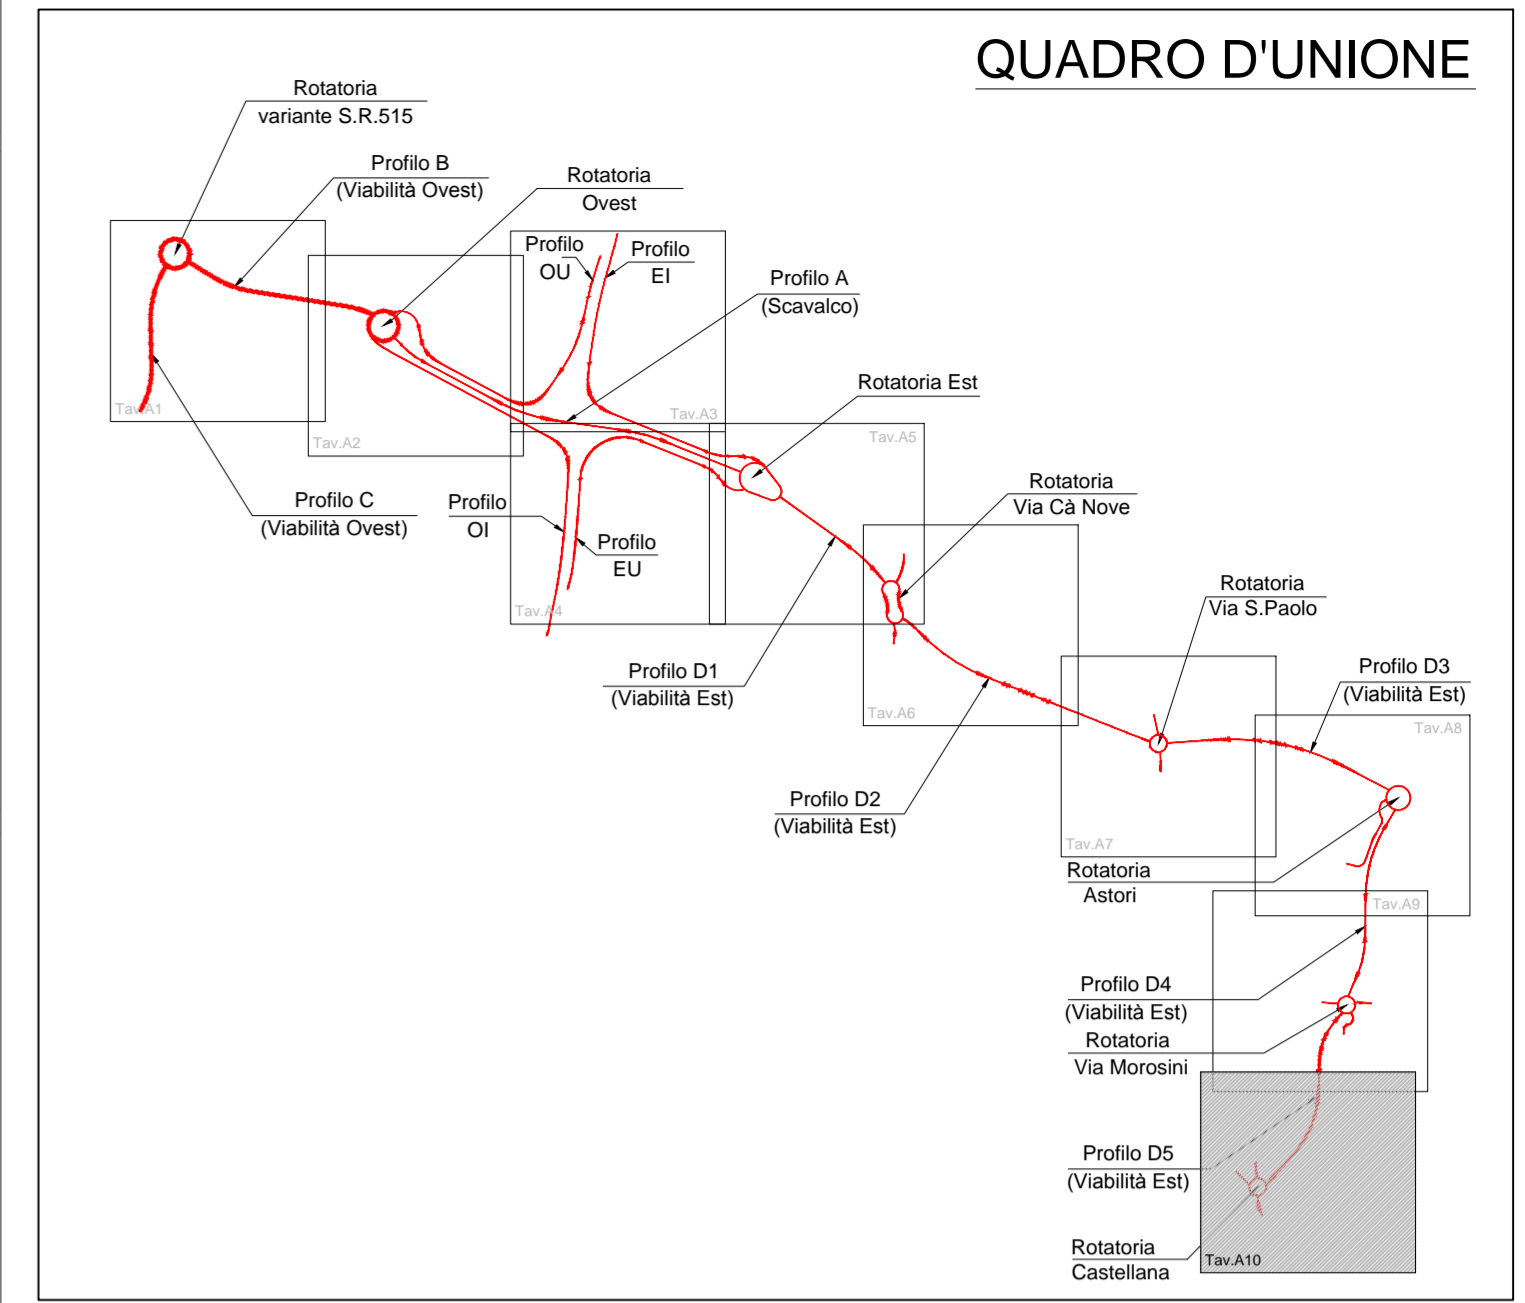 QUADRO D'UNIONE
Rotatoria
variante S.R.515
Profilo B
(Viabilità Ovest)
Rotatoria
Ovest
Profilo
OU
Profilo
EI
Profilo A
(Scavalco)
Rotatoria Est
Tav.A1
Tav.A2
Tav.A3
Tav.A5
Profilo C
(Viabilità Ovest)
Profilo
OI
Profilo
EU
Rotatoria
Via Cà Nove
Tav.A4
Rotatoria
Via S.Paolo
Profilo D1
(Viabilità Est)
Tav.A6
Profilo D3
(Viabilità Est)
Tav.A8
Profilo D2
(Viabilità Est)
Tav.A7
Rotatoria
Astori
Tav.A9
Profilo D4
(Viabilità Est)
Rotatoria
Via Morosini
Profilo D5
(Viabilità Est)
Rotatoria
Castellana
Tav.A10